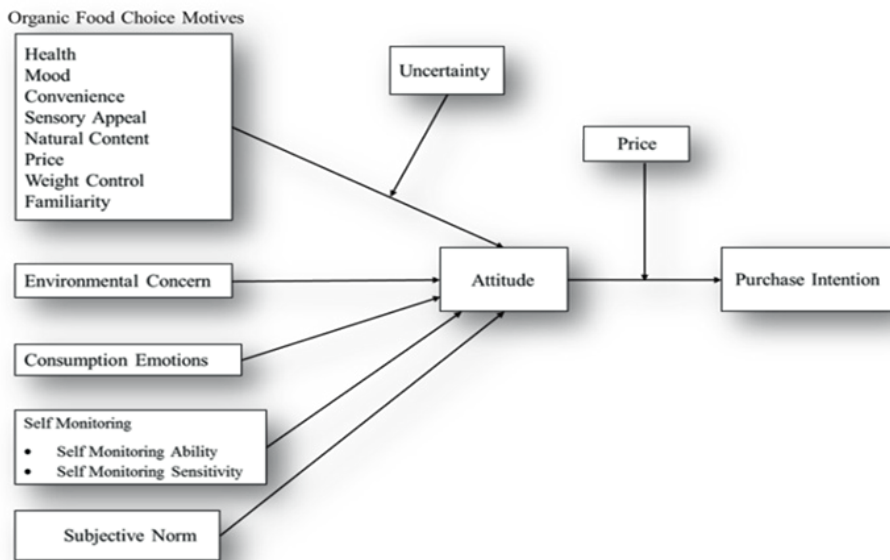 Organic Food Choice Motives
Health
Mood
Convenience
Sensory Appeal
Natural Content
Price
Weight Control
Familiarity
Uncertainty
Price
Environmental Concern
Attitude
Purchase Intention
Consumption Emotions
Self Monitoring
• Self Monitoring Ability
• Self Monitoring Sensitivity
Subjective Norm